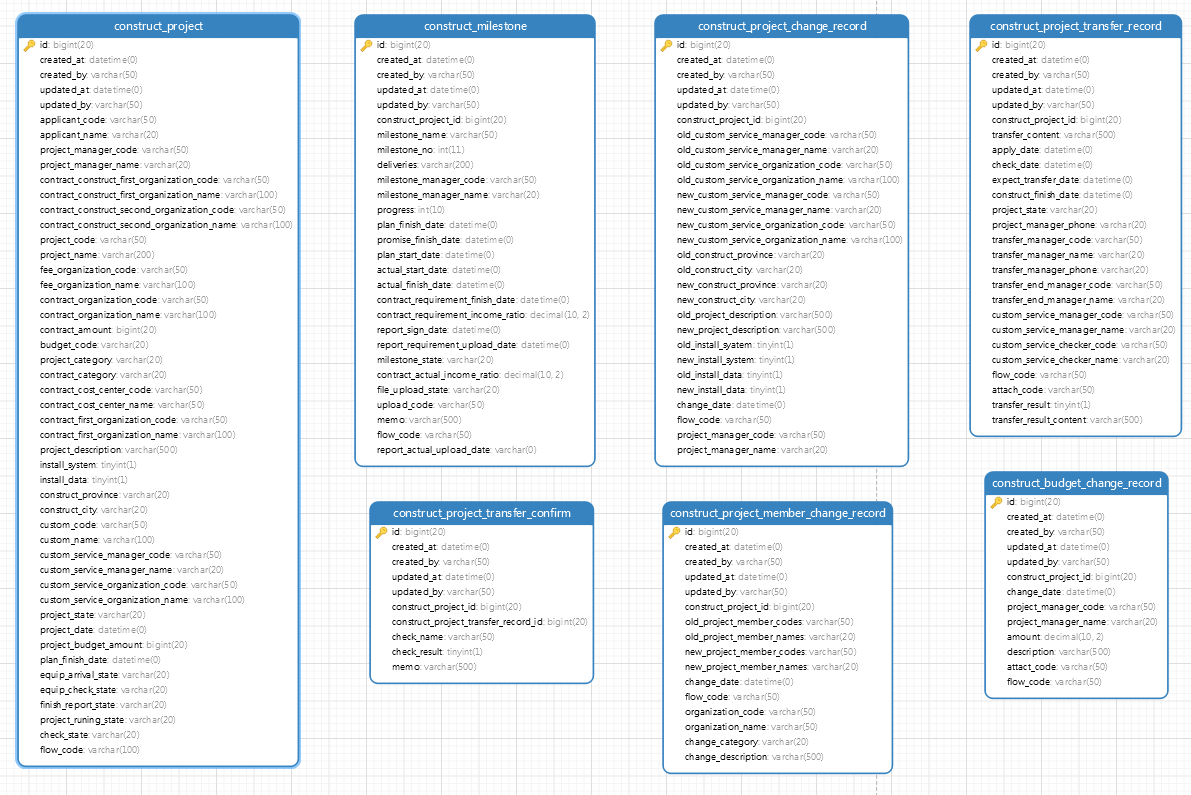 construct_project
id: bigint(20)
created_at: datetime(0)
created_by: varchar(50)
updated_at: datetime(0)
updated_by: varchar(50)
applicant_code: varchar(50)
applicant_name: varchar(20)
project_manager_code: varchar(50)
project_manager_name: varchar(20)
contract_construct_first_organization_code: varchar(50)
contract_construct_first_organization_name: varchar(100)
contract_construct_second_organization_code: varchar(50)
contract_construct_second_organization_name: varchar(100)
project_code: varchar(50)
project_name: varchar(200)
fee_organization_code: varchar(50)
fee_organization_name: varchar(100)
contract_organization_code: varchar(50)
contract_organization_name: varchar(100)
contract_amount: bigint(20)
budget_code: varchar(20)
project_category: varchar(20)
contract_category: varchar(20)
contract_cost_center_code: varchar(50)
contract_cost_center_name: varchar(50)
contract_first_organization_code: varchar(50)
contract_first_organization_name: varchar(100)
project_description: varchar(500)
install_system: tinyint(1)
install_data: tinyint(1)
construct_province: varchar(20)
construct_city: varchar(20)
custom_code: varchar(50)
custom_name: varchar(100)
custom_service_manager_code: varchar(50)
custom_service_manager_name: varchar(20)
custom_service_organization_code: varchar(50)
custom_service_organization_name: varchar(100)
project_state: varchar(20)
project_date: datetime(0)
project_budget_amount: bigint(20)
plan_finish_date: datetime(0)
equip_arrival_state: varchar(20)
equip_check_state: varchar(20)
finish_report_state: varchar(20)
project_runing_state: varchar(20)
check_state: varchar(20)
flow_code: varchar(100)
construct_milestone
id: bigint(20)
created_at: datetime(0)
created_by: varchar(50)
updated_at: datetime(0)
updated_by: varchar(50)
construct_project_id: bigint(20)
milestone_name: varchar(50)
milestone_no: int(11)
deliveries: varchar(200)
milestone_manager_code: varchar(50)
milestone_manager_name: varchar(20)
progress: int(10)
plan_finish_date: datetime(0)
promise_finish_date: datetime(0)
plan_start_date: datetime(0)
actual_start_date: datetime(0)
actual_finish_date: datetime(0)
contract_requirement_finish_date: datetime(0)
contract_requirement_income_ratio: decimal(10, 2)
report_sign_date: datetime(0)
report_requirement_upload_date: datetime(0)
milestone_state: varchar(20)
contract_actual_income_ratio: decimal(10, 2)
file_upload_state: varchar(20)
upload_code: varchar(50)
memo: varchar(500)
flow_code: varchar(50)
report_actual_upload_date: varchar(0)
construct_project_change_record
id: bigint(20)
created_at: datetime(0)
created_by: varchar(50)
updated_at: datetime(0)
updated_by: varchar(50)
construct_project_id: bigint(20)
old_custom_service_manager_code: varchar(50)
old_custom_service_manager_name: varchar(20)
old_custom_service_organization_code: varchar(50)
old_custom_service_organization_name: varchar(100)
new_custom_service_manager_code: varchar(50)
new_custom_service_manager_name: varchar(20)
new_custom_service_organization_code: varchar(50)
new_custom_service_organization_name: varchar(100)
old_construct_province: varchar(20)
old_construct_city: varchar(20)
new_construct_province: varchar(20)
new_construct_city: varchar(20)
old_project_description: varchar(500)
new_project_description: varchar(500)
old_install_syatem: tinyint(1)
new_install_system: tinyint(1)
old_install_data: tinyint(1)
new_install_data: tinyint(1)
change_date: datetime(0)
flow_code: varchar(50)
project_manager_code: varchar(50)
project_manager_name: varchar(20)
construct_project_transfer_record
id: bigint(20)
created_at: datetime(0)
created_by: varchar(50)
updated_at: datetime(0)
updated_by: varchar(50)
construct_project_id: bigint(20)
transfer_content: varchar(500)
apply_date: datetime(0)
check_date: datetime(0)
expect_transfer_date: datetime(0)
construct_finish_date: datetime(0)
project_state: varchar(20)
project_manager_phone: varchar(20)
transfer_manager_code: varchar(50)
transfer_manager_name: varchar(20)
transfer_manager_phone: varchar(20)
transfer_end_manager_code: varchar(50)
transfer_end_manager_name: varchar(20)
custom_service_manager_code: varchar(50)
custom_service_manager_name: varchar(20)
custom_service_checker_code: varchar(50)
custom_service_checker_name: varchar(20)
flow_code: varchar(50)
attach_code: varchar(50)
transfer_result: tinyint(1)
transfer_result_content: varchar(500)
construct_project_transfer_confirm
id: bigint(20)
created_at: datetime(0)
created_by: varchar(50)
updated_at: datetime(0)
updated_by: varchar(50)
construct_project_id: bigint(20)
construct_project_transfer_record_id: bigint(20)
check_name: varchar(50)
check_result: tinyint(1)
memo: varchar(500)
construct_project_member_change_record
id: bigint(20)
created_at: datetime(0)
created_by: varchar(50)
updated_at: datetime(0)
updated_by: varchar(50)
construct_project_id: bigint(20)
old_project_member_codes: varchar(50)
old_project_member_names: varchar(20)
new_project_member_codes: varchar(50)
new_project_member_names: varchar(20)
change_date: datetime(0)
flow_code: varchar(50)
organization_code: varchar(50)
organization_name: varchar(50)
change_category: varchar(20)
change_description: varchar(500)
construct_budget_change_record
id: bigint(20)
created_at: datetime(0)
created_by: varchar(50)
updated_at: datetime(0)
updated_by: varchar(50)
construct_project_id: bigint(20)
change_date: datetime(0)
project_manager_code: varchar(50)
project_manager_name: varchar(20)
amount: decimal(10, 2)
description: varchar(500)
attact_code: varchar(50)
flow_code: varchar(50)